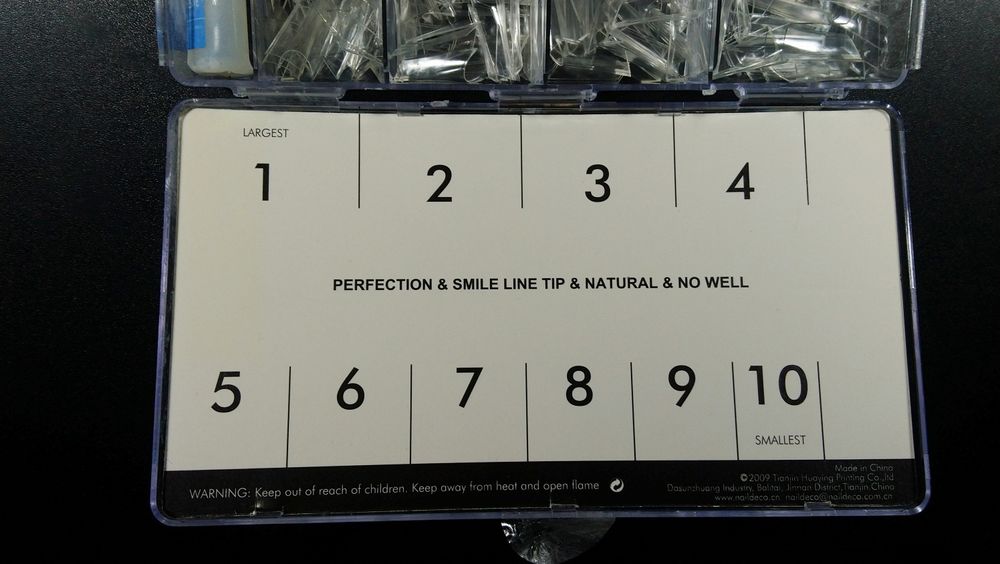 LARGEST
1 2 3 4
PERFECTION & SMILE LINE TIP & NATURAL & NO WELL
5 6 7 8 9 10
SMALLEST
WARNING: Keep out of reach of children. Keep away from heat and open flame
Made in China
©2009 Tianjin Huaying Printing Co.,ltd
Dasunzhuang Industry, Balitai, Jinnan District,Tianjin.China
www.naildeco.cn naildeco@naildeco.com.cn